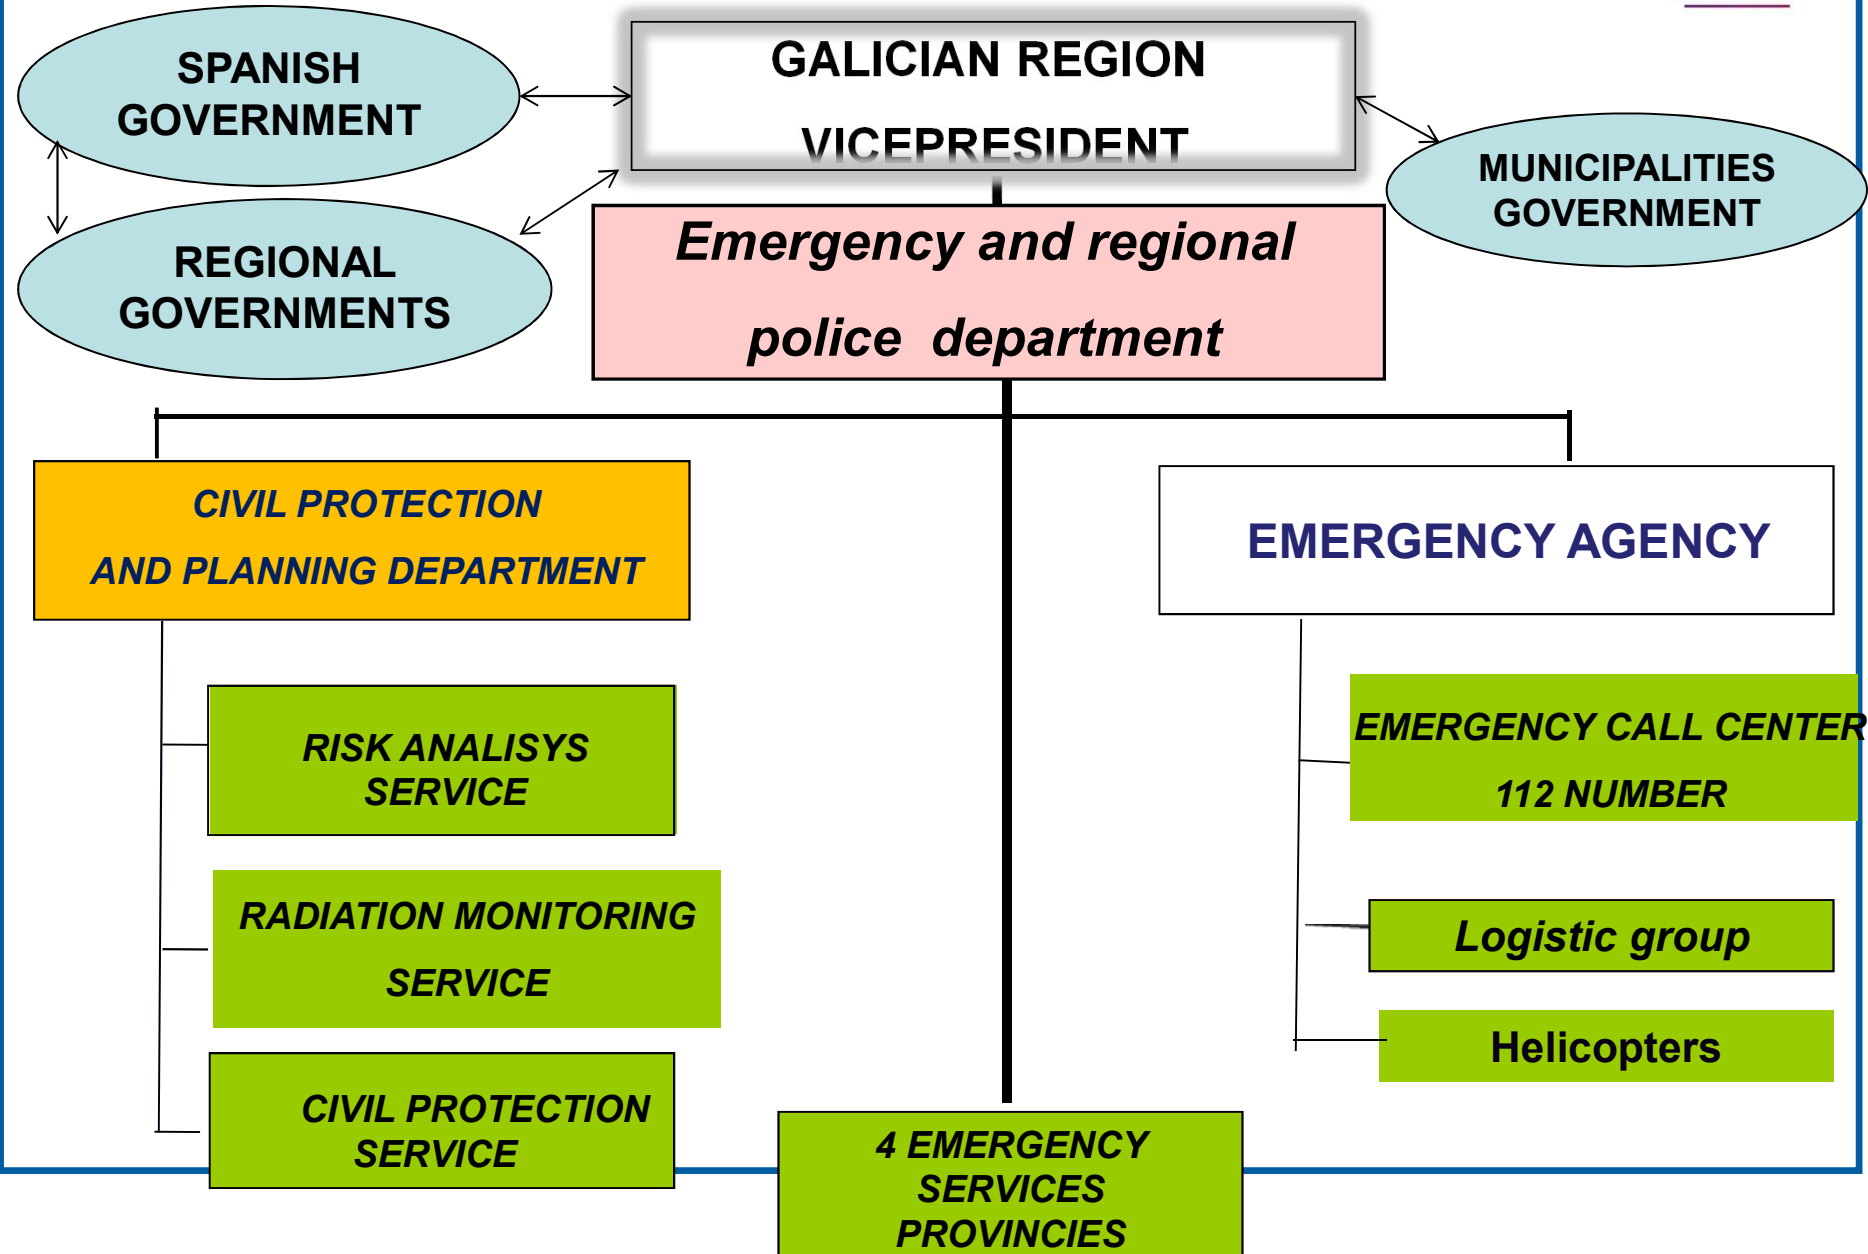 SPANISH
GOVERNMENT
GALICIAN REGION
VICEPRESIDENT
MUNICIPALITIES
GOVERNMENT
REGIONAL
GOVERNMENTS
Emergency and regional
police department
CIVIL PROTECTION
AND PLANNING DEPARTMENT
EMERGENCY AGENCY
RISK ANALISYS
SERVICE
EMERGENCY CALL CENTER
112 NUMBER
RADIATION MONITORING
SERVICE
Logistic group
Helicopters
CIVIL PROTECTION
SERVICE
4 EMERGENCY
SERVICES
PROVINCIES